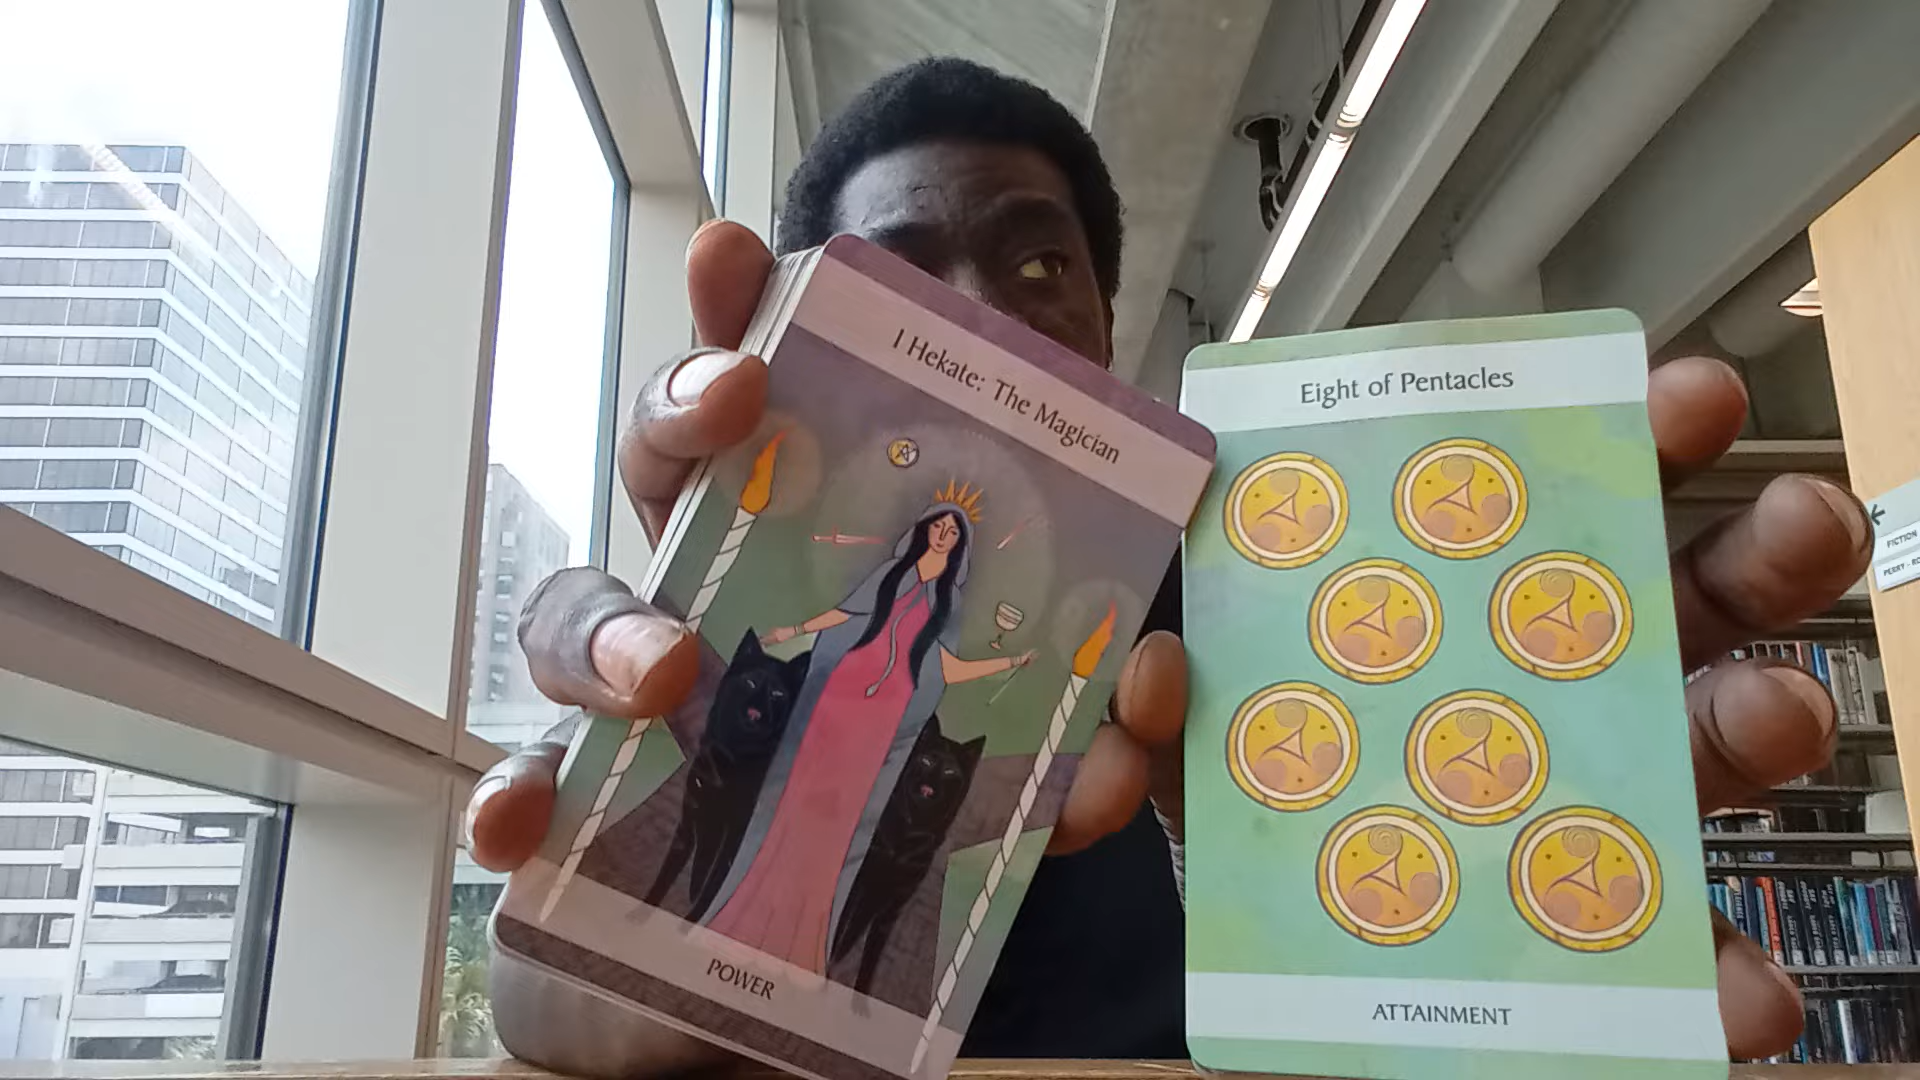 I Hekate: The Magician
POWER
Eight of Pentacles
ATTAINMENT
FICTION